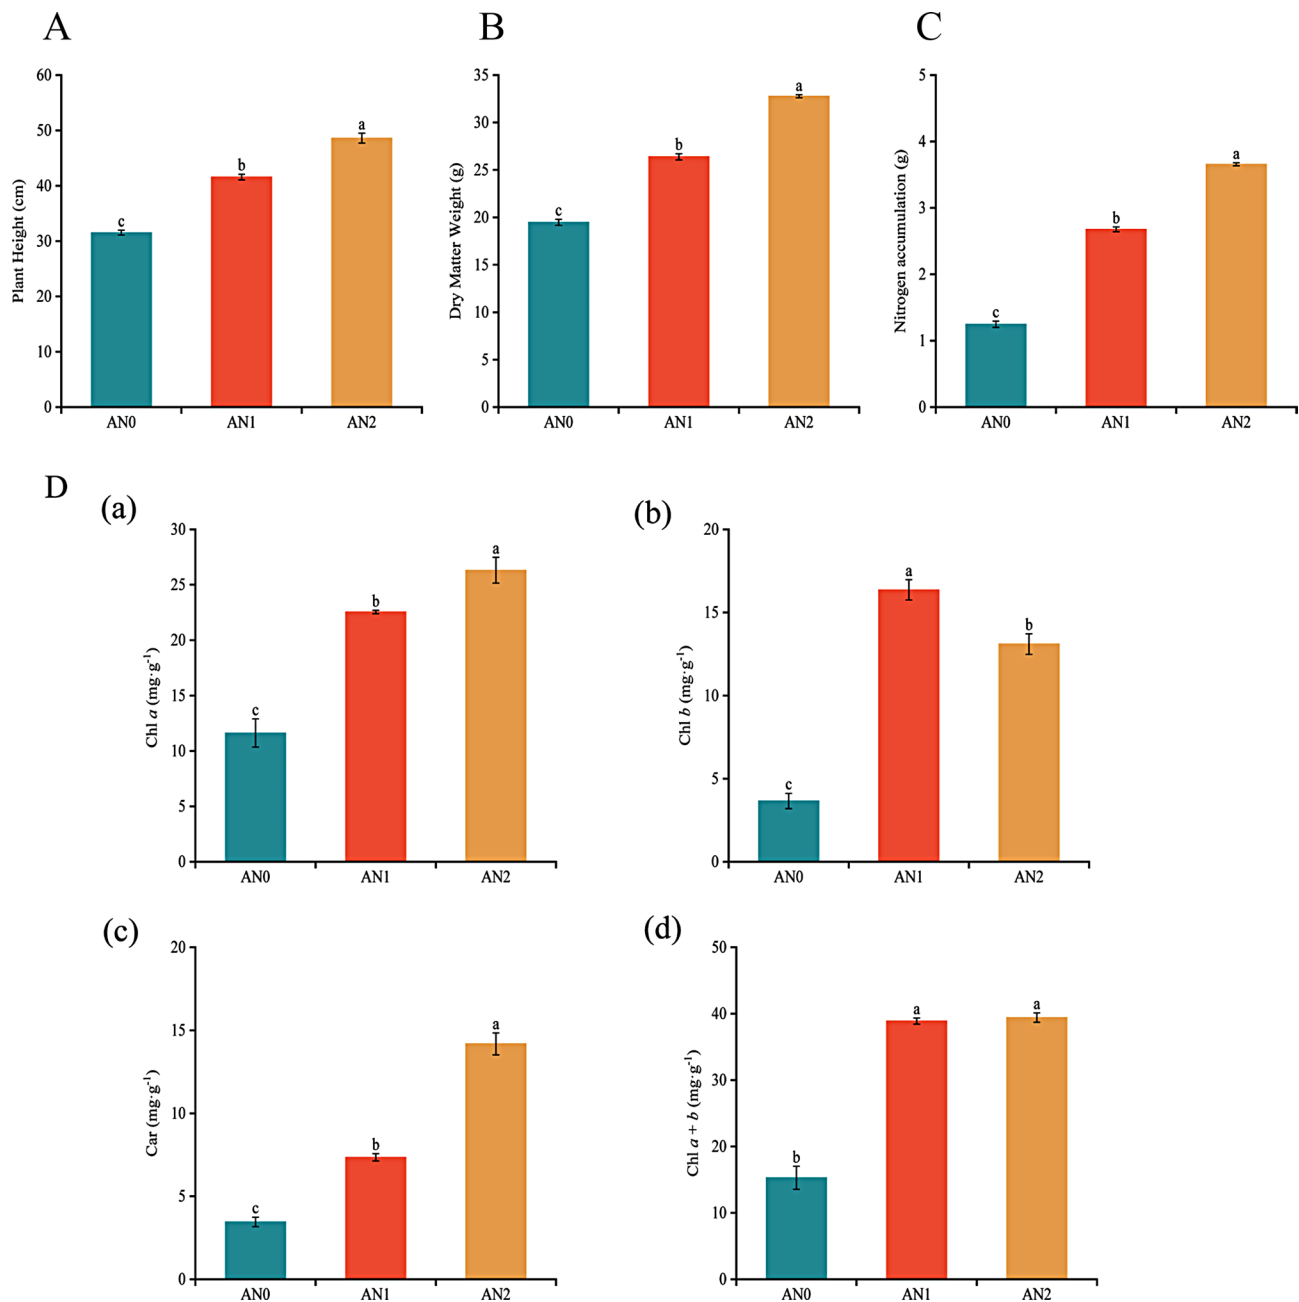 A
B
C
Plant Height (cm)
60
50
40
30
20
10
0
c
b
a
AN0
AN1
AN2
Dry Matter Weight (g)
35
30
25
20
15
10
5
0
c
b
a
AN0
AN1
AN2
Nitrogen accumulation (g)
5
4
3
2
1
0
c
b
a
AN0
AN1
AN2
D
(a)
Chl a (mg·g⁻¹)
30
25
20
15
10
5
0
c
b
a
AN0
AN1
AN2
(b)
Chl b (mg·g⁻¹)
20
15
10
5
0
c
a
b
AN0
AN1
AN2
(c)
Car (mg·g⁻¹)
20
15
10
5
0
c
b
a
AN0
AN1
AN2
(d)
Chl a + b (mg·g⁻¹)
50
40
30
20
10
0
b
a
a
AN0
AN1
AN2